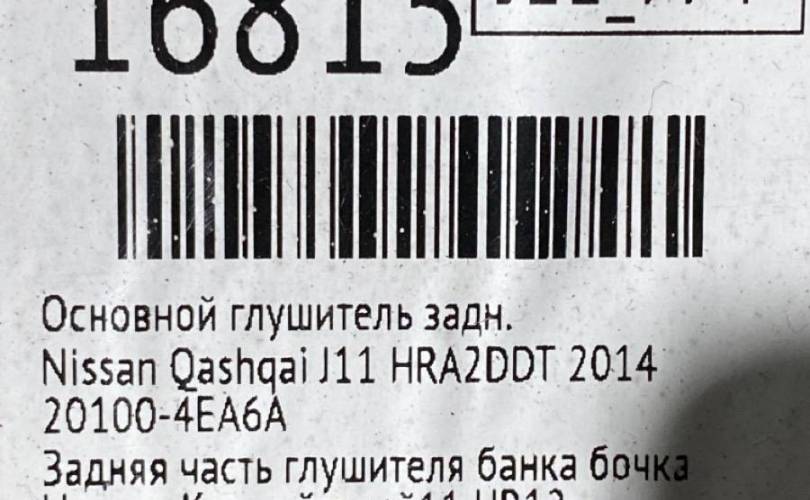 16815
Основной глушитель задн.
Nissan Qashqai J11 HRA2DDT 2014
20100-4EA6A
Задняя часть глушителя банка бочка